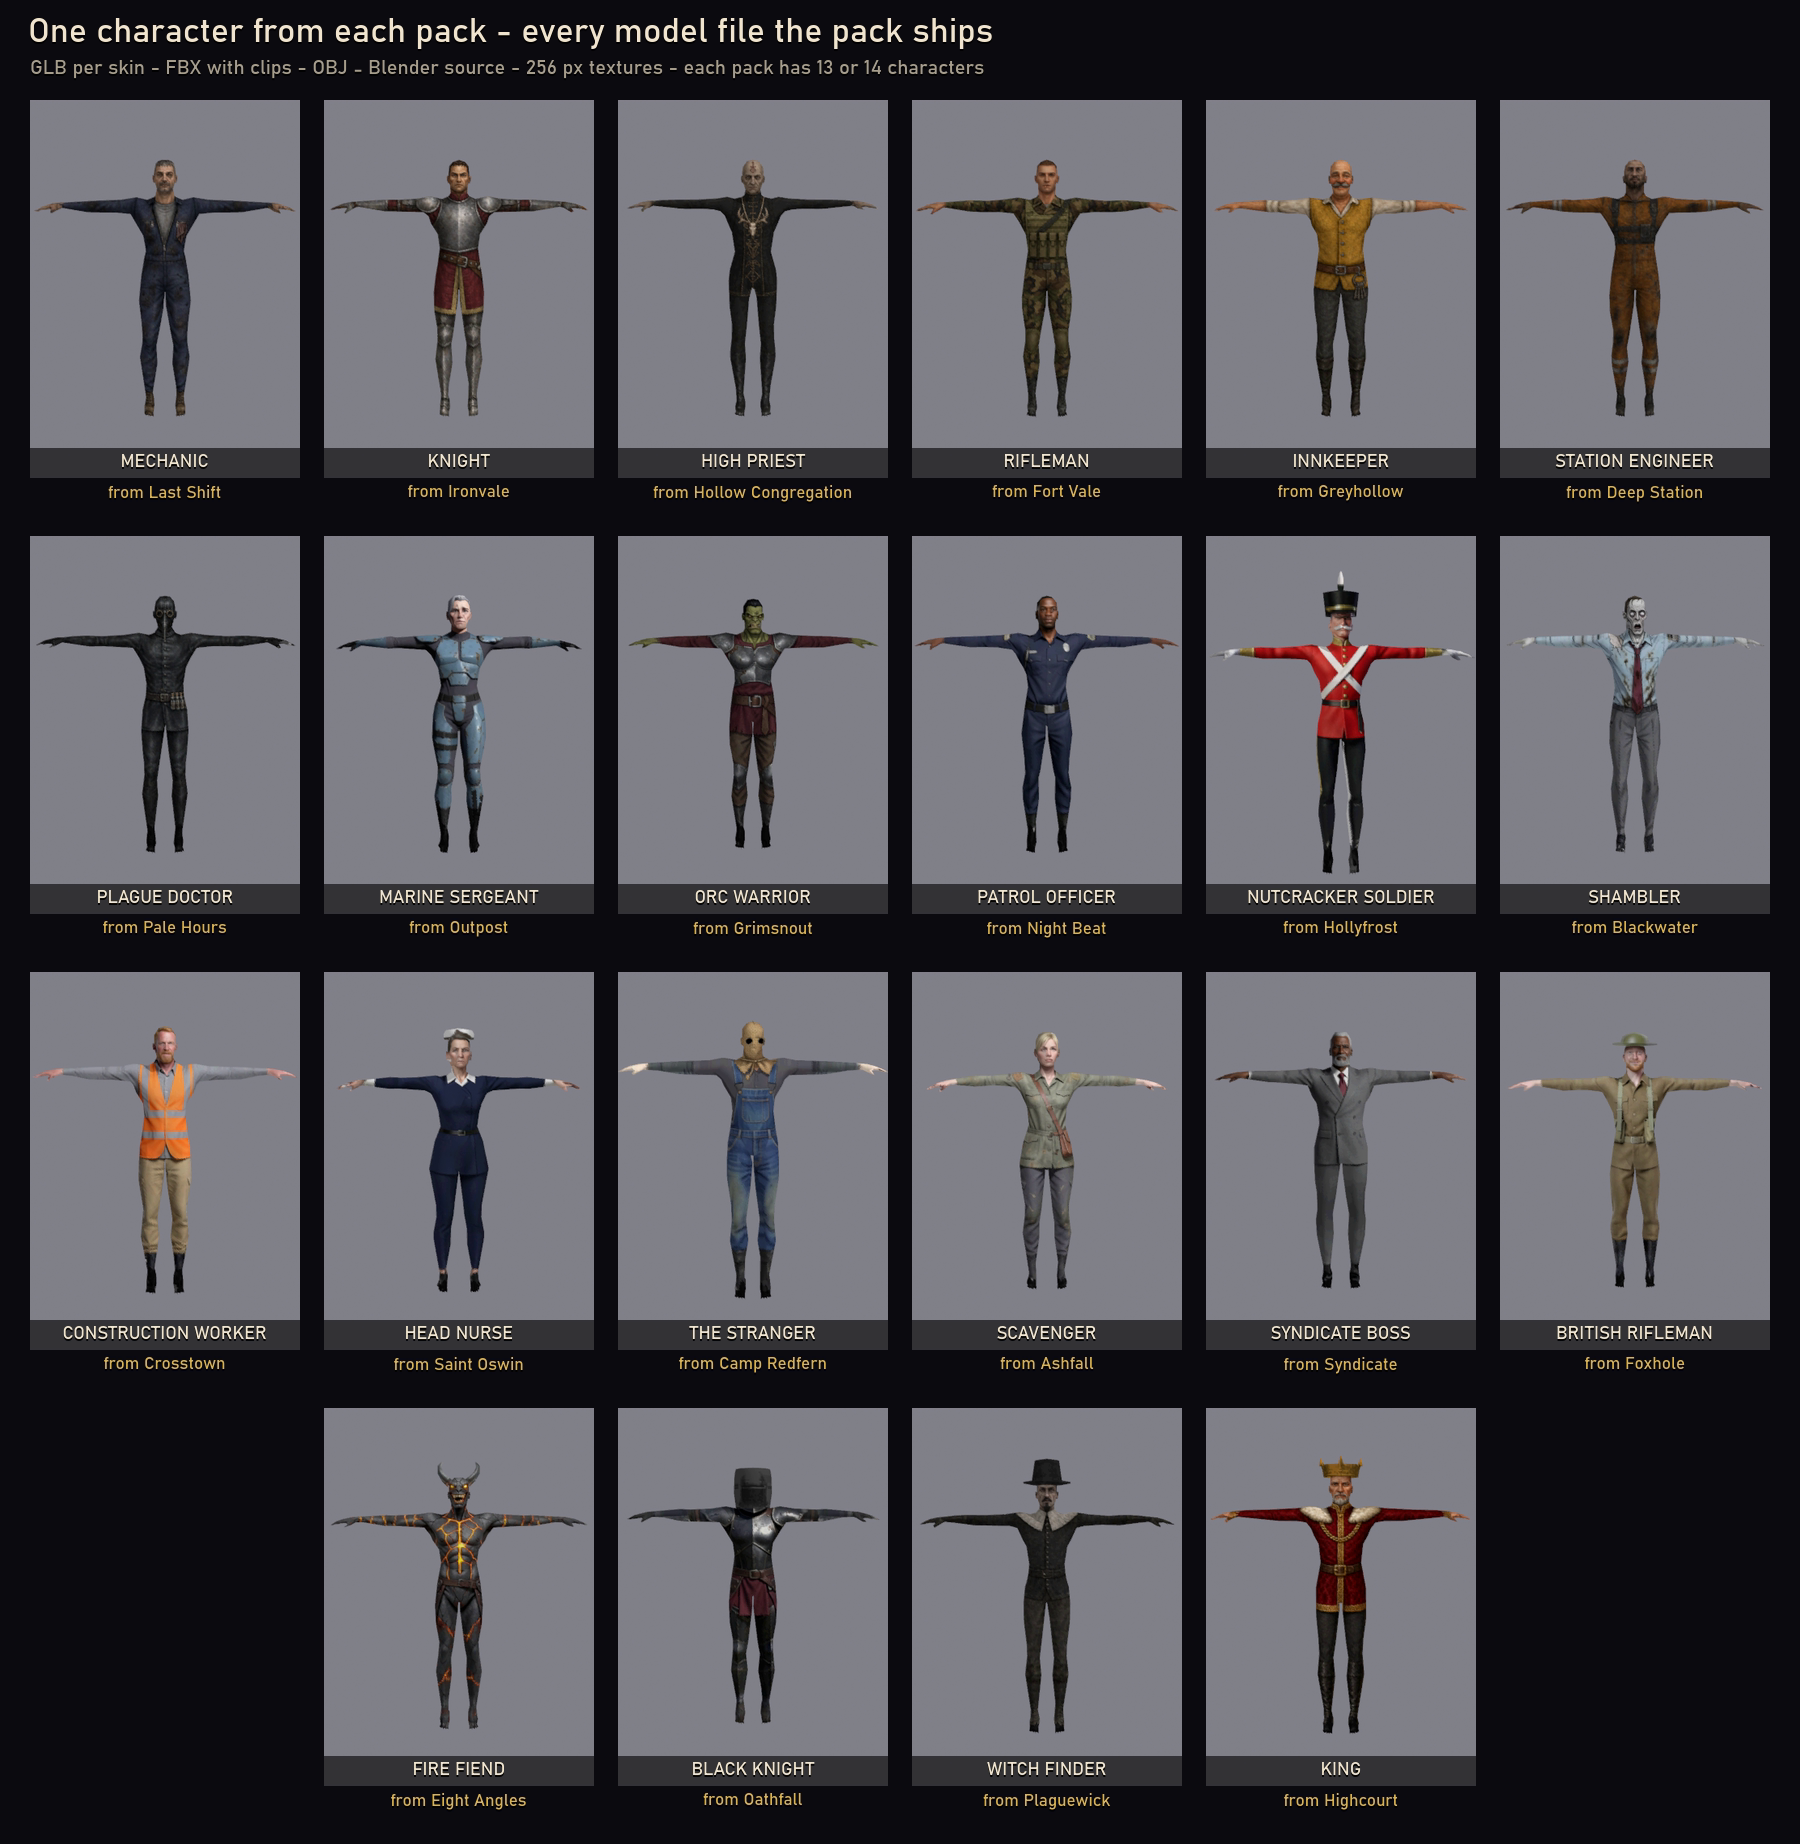 One character from each pack - every model file the pack ships
GLB per skin - FBX with clips - OBJ - Blender source - 256 px textures - each pack has 13 or 14 characters
MECHANIC
from Last Shift
KNIGHT
from Ironvale
HIGH PRIEST
from Hollow Congregation
RIFLEMAN
from Fort Vale
INNKEEPER
from Greyhollow
STATION ENGINEER
from Deep Station
PLAGUE DOCTOR
from Pale Hours
MARINE SERGEANT
from Outpost
ORC WARRIOR
from Grimsnout
PATROL OFFICER
from Night Beat
NUTCRACKER SOLDIER
from Hollyfrost
SHAMBLER
from Blackwater
CONSTRUCTION WORKER
from Crosstown
HEAD NURSE
from Saint Oswin
THE STRANGER
from Camp Redfern
SCAVENGER
from Ashfall
SYNDICATE BOSS
from Syndicate
BRITISH RIFLEMAN
from Foxhole
FIRE FIEND
from Eight Angles
BLACK KNIGHT
from Oathfall
WITCH FINDER
from Plaguewick
KING
from Highcourt